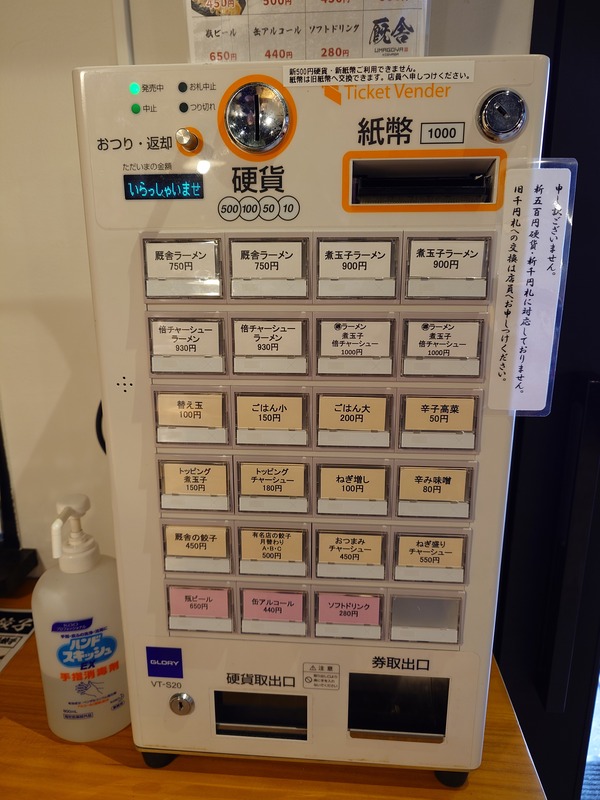 450円
500円
瓶ビール
缶アルコール
ソフトドリンク
650円
440円
280円
厩舎
UMAGOYA
新500円硬貨・新紙幣ご利用できません。
紙幣は旧紙幣へ交換できます。店員へ申しつけください。
発売中
お札中止
中止
つり切れ
Ticket Vender
おつり・返却
紙幣
1000
ただいまの金額
いらっしゃいませ
硬貨
500 100 50 10
申し訳ございません。
新五百円硬貨 新千円札に対応しておりません。
旧千円札への交換は店員へお申しつけください。
厩舎ラーメン
750円
厩舎ラーメン
750円
煮玉子ラーメン
900円
煮玉子ラーメン
900円
倍チャーシュー
ラーメン
930円
倍チャーシュー
ラーメン
930円
ラーメン
煮玉子
倍チャーシュー
1000円
ラーメン
煮玉子
倍チャーシュー
1000円
替え玉
100円
ごはん小
150円
ごはん大
200円
辛子高菜
50円
トッピング
煮玉子
150円
トッピング
チャーシュー
180円
ねぎ増し
100円
辛み味噌
80円
厩舎の餃子
450円
有名店の餃子
月替わり
A・B・C
500円
おつまみ
チャーシュー
450円
ねぎ盛り
チャーシュー
550円
瓶ビール
650円
缶アルコール
440円
ソフトドリンク
280円
GLORY
VT-S20
硬貨取出口
注意
券取出口
ハンド
スキッシュ
EX
手指消毒剤